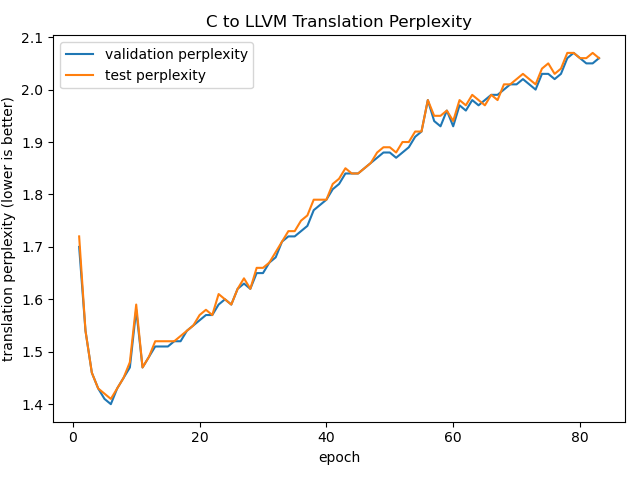 C to LLVM Translation Perplexity
validation perplexity
test perplexity
translation perplexity (lower is better)
2.1
2.0
1.9
1.8
1.7
1.6
1.5
1.4
0
20
40
60
80
epoch